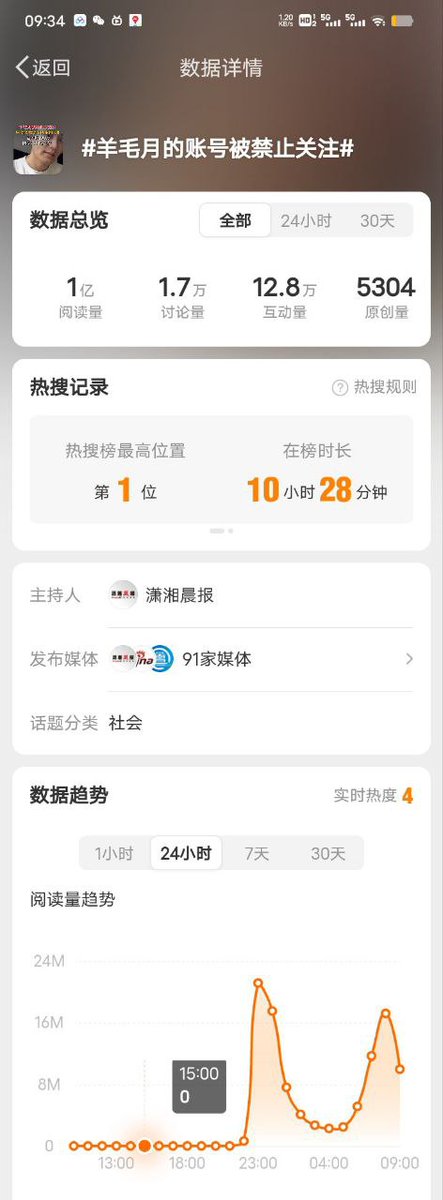 09:34
1.20 KB/s HD 5G 5G
返回
数据详情
#羊毛月的账号被禁止关注#
数据总览
全部 24小时 30天
1亿 1.7万 12.8万 5304
阅读量 讨论量 互动量 原创量
热搜记录
? 热搜规则
热搜榜最高位置 在榜时长
第 1 位 10小时28分钟
主持人 潇湘晨报
发布媒体 91家媒体
话题分类 社会
数据趋势
实时热度 4
1小时 24小时 7天 30天
阅读量趋势
24M
16M
15:00
0
8M
0
13:00 18:00 23:00 04:00 09:00